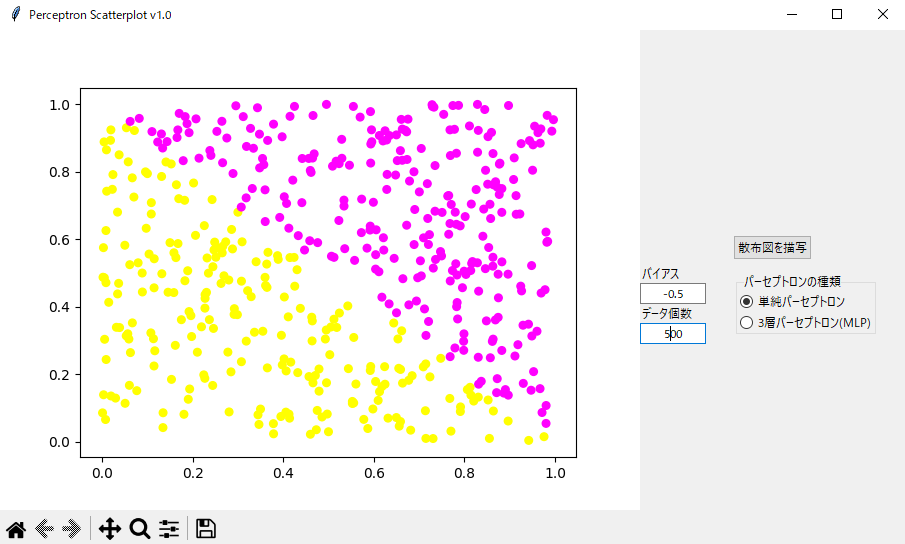 Perceptron Scatterplot v1.0
1.0
0.8
0.6
0.4
0.2
0.0
0.0 0.2 0.4 0.6 0.8 1.0
散布図を描写
バイアス
-0.5
データ個数
500
パーセプトロンの種類
単純パーセプトロン
3層パーセプトロン(MLP)